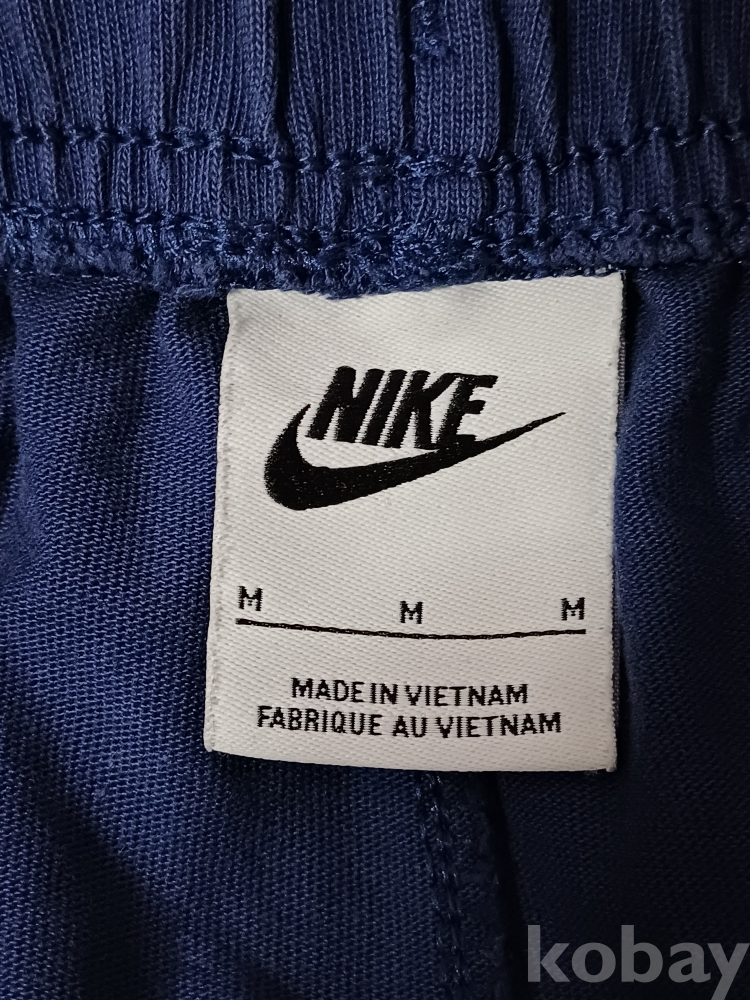 NIKE
M M M
MADE IN VIETNAM
FABRIQUE AU VIETNAM
kobay